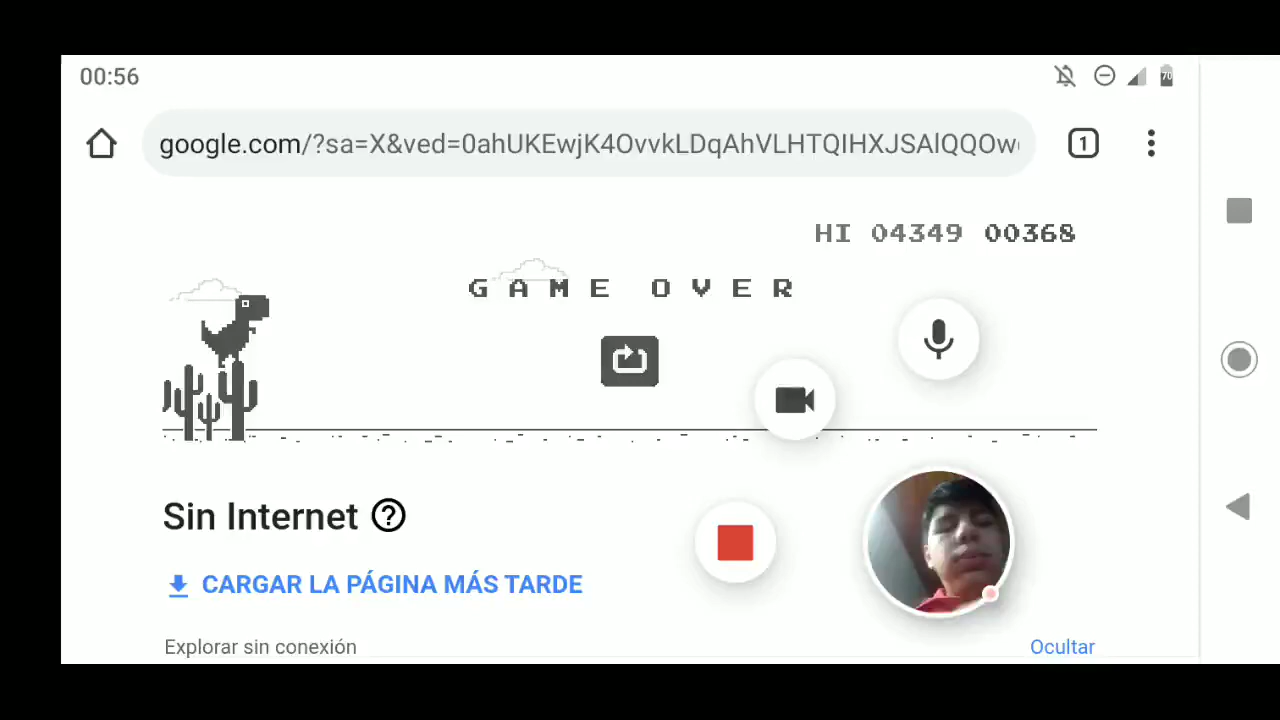 00:56
70
google.com/?sa=X&ved=0ahUKEwjK4OvvkLDqAhVLHTQIHXJSAlQQOw
1
HI 04349 00368
GAME OVER
Sin Internet ?
CARGAR LA PÁGINA MÁS TARDE
Explorar sin conexión
Ocultar